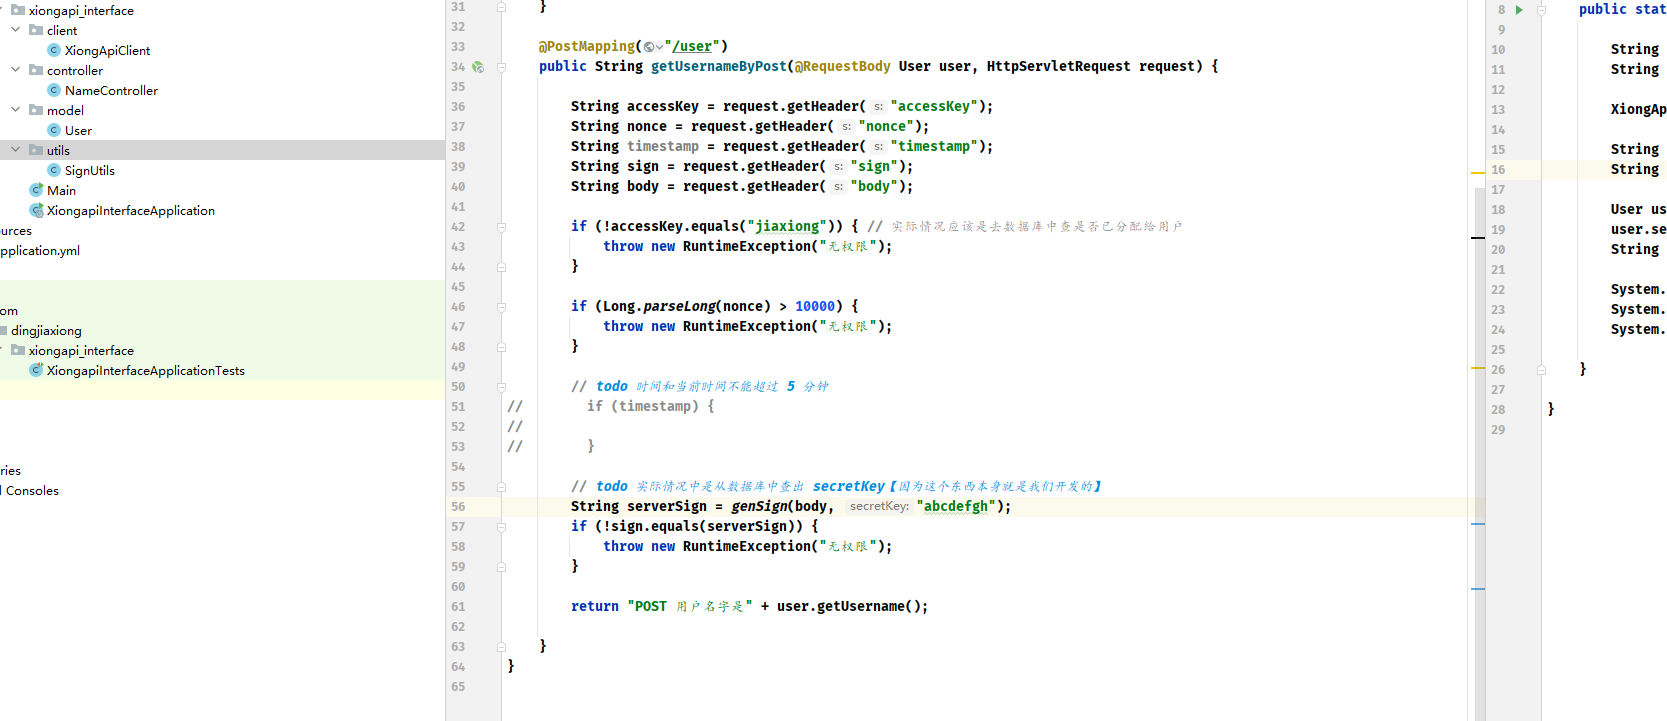 xiongapi_interface
client
XiongApiClient
controller
NameController
model
User
utils
SignUtils
Main
XiongapiInterfaceApplication
ources
pplication.yml
om
dingjiaxiong
xiongapi_interface
XiongapiInterfaceApplicationTests
ries
Consoles
31 }
32
33 @PostMapping("/user")
34 public String getUsernameByPost(@RequestBody User user, HttpServletRequest request) {
35
36 String accessKey = request.getHeader( s: "accessKey");
37 String nonce = request.getHeader( s: "nonce");
38 String timestamp = request.getHeader( s: "timestamp");
39 String sign = request.getHeader( s: "sign");
40 String body = request.getHeader( s: "body");
41
42 if (!accessKey.equals("jiaxiong")) { // 实际情况应该是去数据库中查是否已分配给用户
43 throw new RuntimeException("无权限");
44 }
45
46 if (Long.parseLong(nonce) > 10000) {
47 throw new RuntimeException("无权限");
48 }
49
50 // todo 时间和当前时间不能超过 5 分钟
51 // if (timestamp) {
52 //
53 // }
54
55 // todo 实际情况中是从数据库中查出 secretKey【因为这个东西本身就是我们开发的】
56 String serverSign = genSign(body, secretKey: "abcdefgh");
57 if (!sign.equals(serverSign)) {
58 throw new RuntimeException("无权限");
59 }
60
61 return "POST 用户名字是" + user.getUsername();
62
63 }
64 }
65
8 public stat
9
10 String
11 String
12
13 XiongAp
14
15 String
16 String
17
18 User us
19 user.se
20 String
21
22 System.
23 System.
24 System.
25
26 }
27
28 }
29